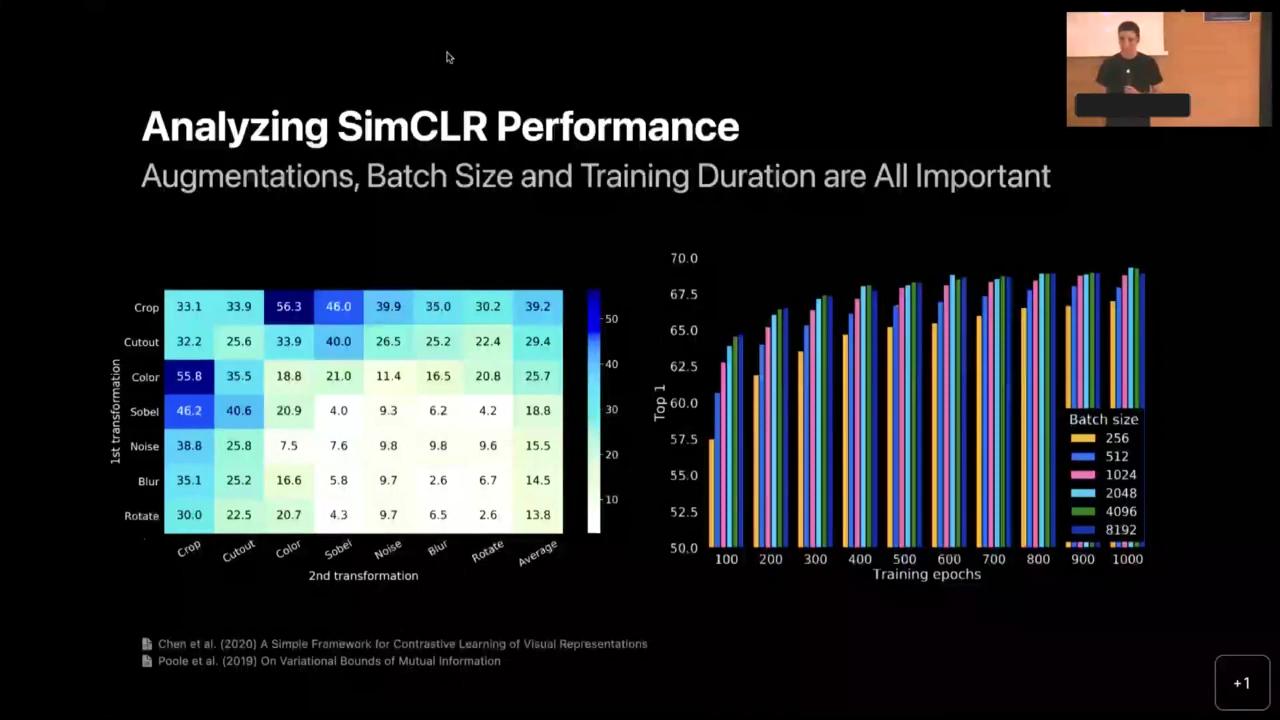 Analyzing SimCLR Performance
Augmentations, Batch Size and Training Duration are All Important
1st transformation
Crop 33.1 33.9 56.3 46.0 39.9 35.0 30.2 39.2
Cutout 32.2 25.6 33.9 40.0 26.5 25.2 22.4 29.4
Color 55.8 35.5 18.8 21.0 11.4 16.5 20.8 25.7
Sobel 46.2 40.6 20.9 4.0 9.3 6.2 4.2 18.8
Noise 38.8 25.8 7.5 7.6 9.8 9.8 9.6 15.5
Blur 35.1 25.2 16.6 5.8 9.7 2.6 6.7 14.5
Rotate 30.0 22.5 20.7 4.3 9.7 6.5 2.6 13.8
Crop Cutout Color Sobel Noise Blur Rotate Average
2nd transformation
50
40
30
20
10
Top 1
70.0
67.5
65.0
62.5
60.0
57.5
55.0
52.5
50.0
Batch size
256
512
1024
2048
4096
8192
100 200 300 400 500 600 700 800 900 1000
Training epochs
Chen et al. (2020) A Simple Framework for Contrastive Learning of Visual Representations
Poole et al. (2019) On Variational Bounds of Mutual Information
+1